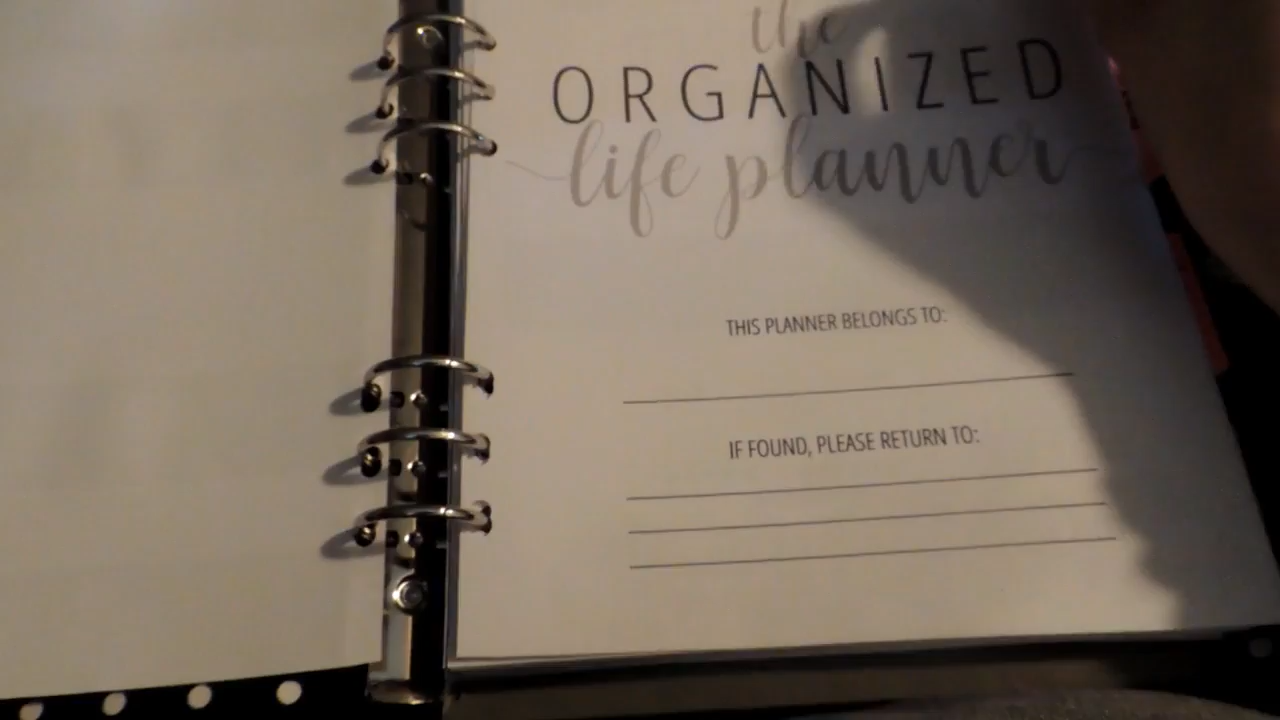 the
ORGANIZED
life planner
THIS PLANNER BELONGS TO:
IF FOUND, PLEASE RETURN TO: